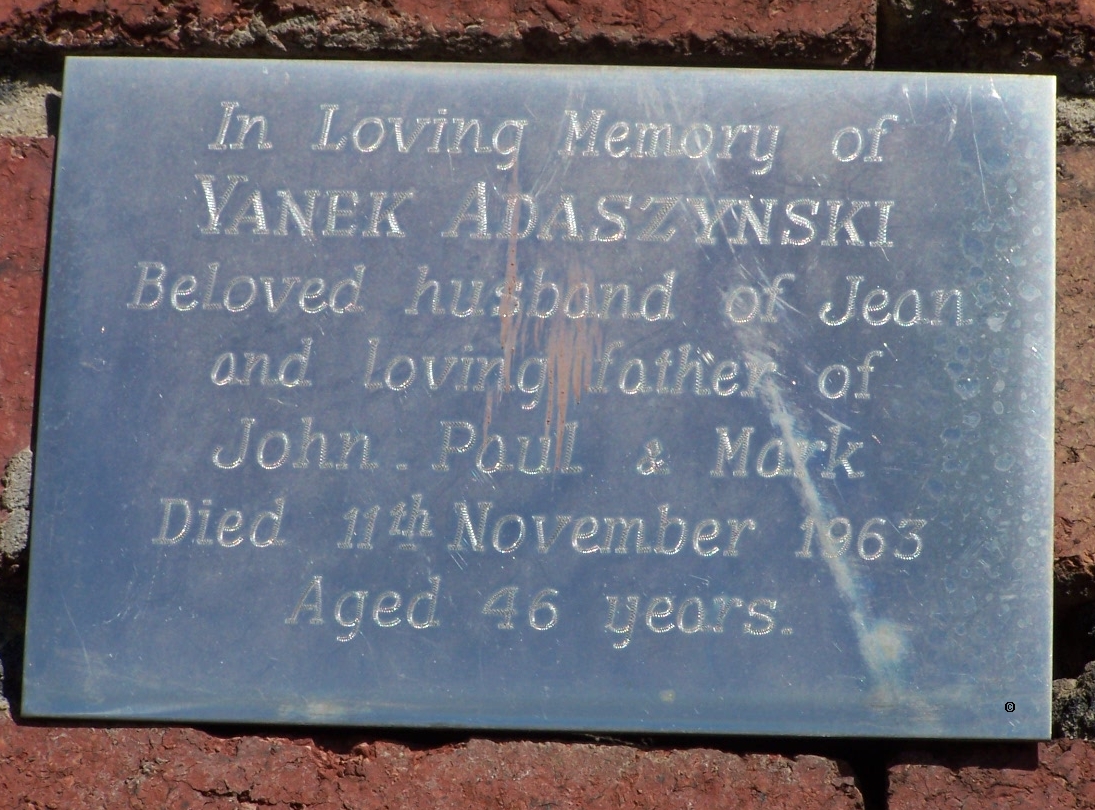 In Loving Memory of
YANEK ADASZYNSKI
Beloved husband of Jean
and loving father of
John. Paul & Mark
Died 11th November 1963
Aged 46 years.
©